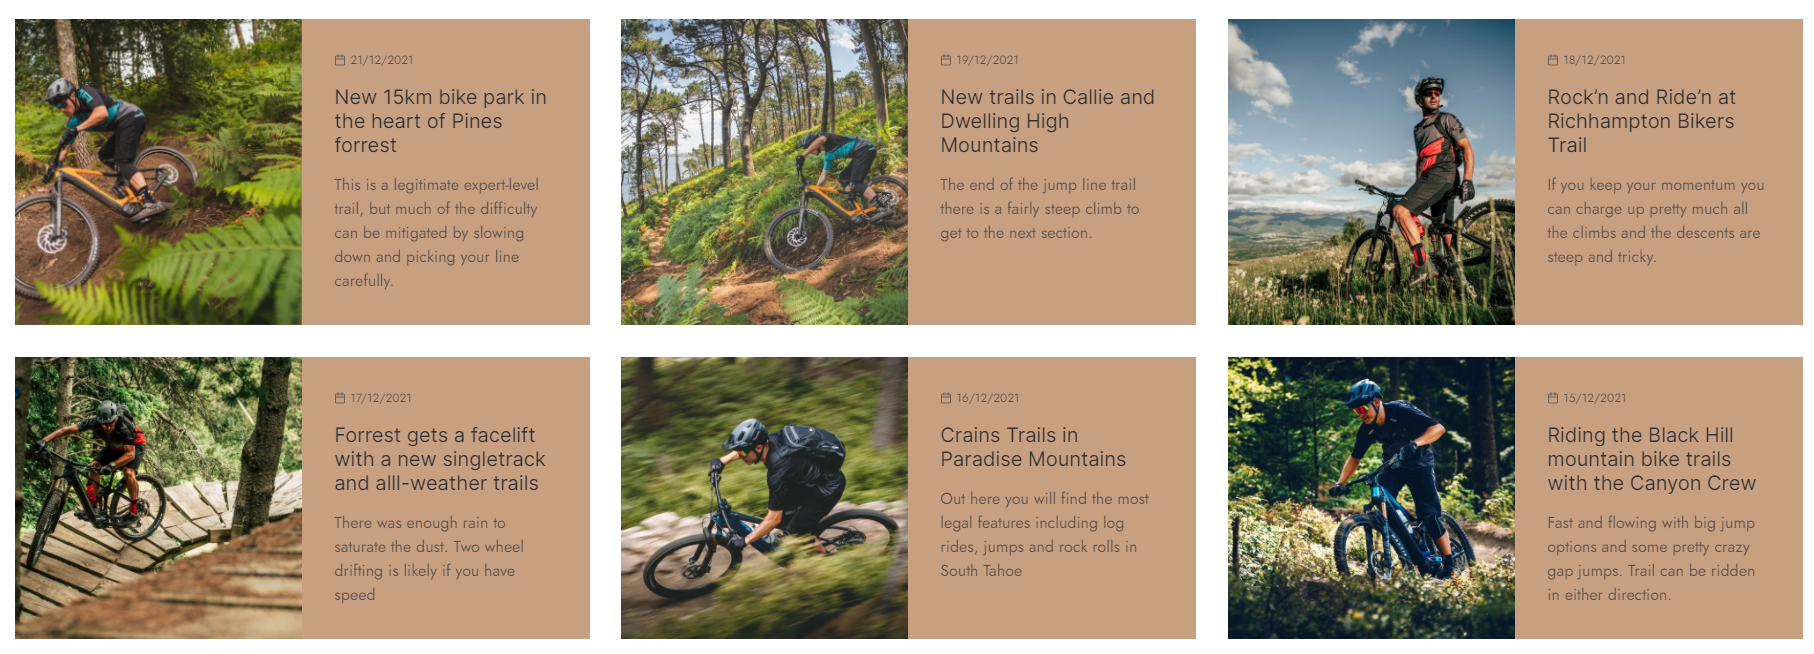 21/12/2021
New 15km bike park in
the heart of Pines
forrest
This is a legitimate expert-level
trail, but much of the difficulty
can be mitigated by slowing
down and picking your line
carefully.
19/12/2021
New trails in Callie and
Dwelling High
Mountains
The end of the jump line trail
there is a fairly steep climb to
get to the next section.
18/12/2021
Rock’n and Ride’n at
Richhampton Bikers
Trail
If you keep your momentum you
can charge up pretty much all
the climbs and the descents are
steep and tricky.
17/12/2021
Forrest gets a facelift
with a new singletrack
and alll-weather trails
There was enough rain to
saturate the dust. Two wheel
drifting is likely if you have
speed
16/12/2021
Crains Trails in
Paradise Mountains
Out here you will find the most
legal features including log
rides, jumps and rock rolls in
South Tahoe
15/12/2021
Riding the Black Hill
mountain bike trails
with the Canyon Crew
Fast and flowing with big jump
options and some pretty crazy
gap jumps. Trail can be ridden
in either direction.